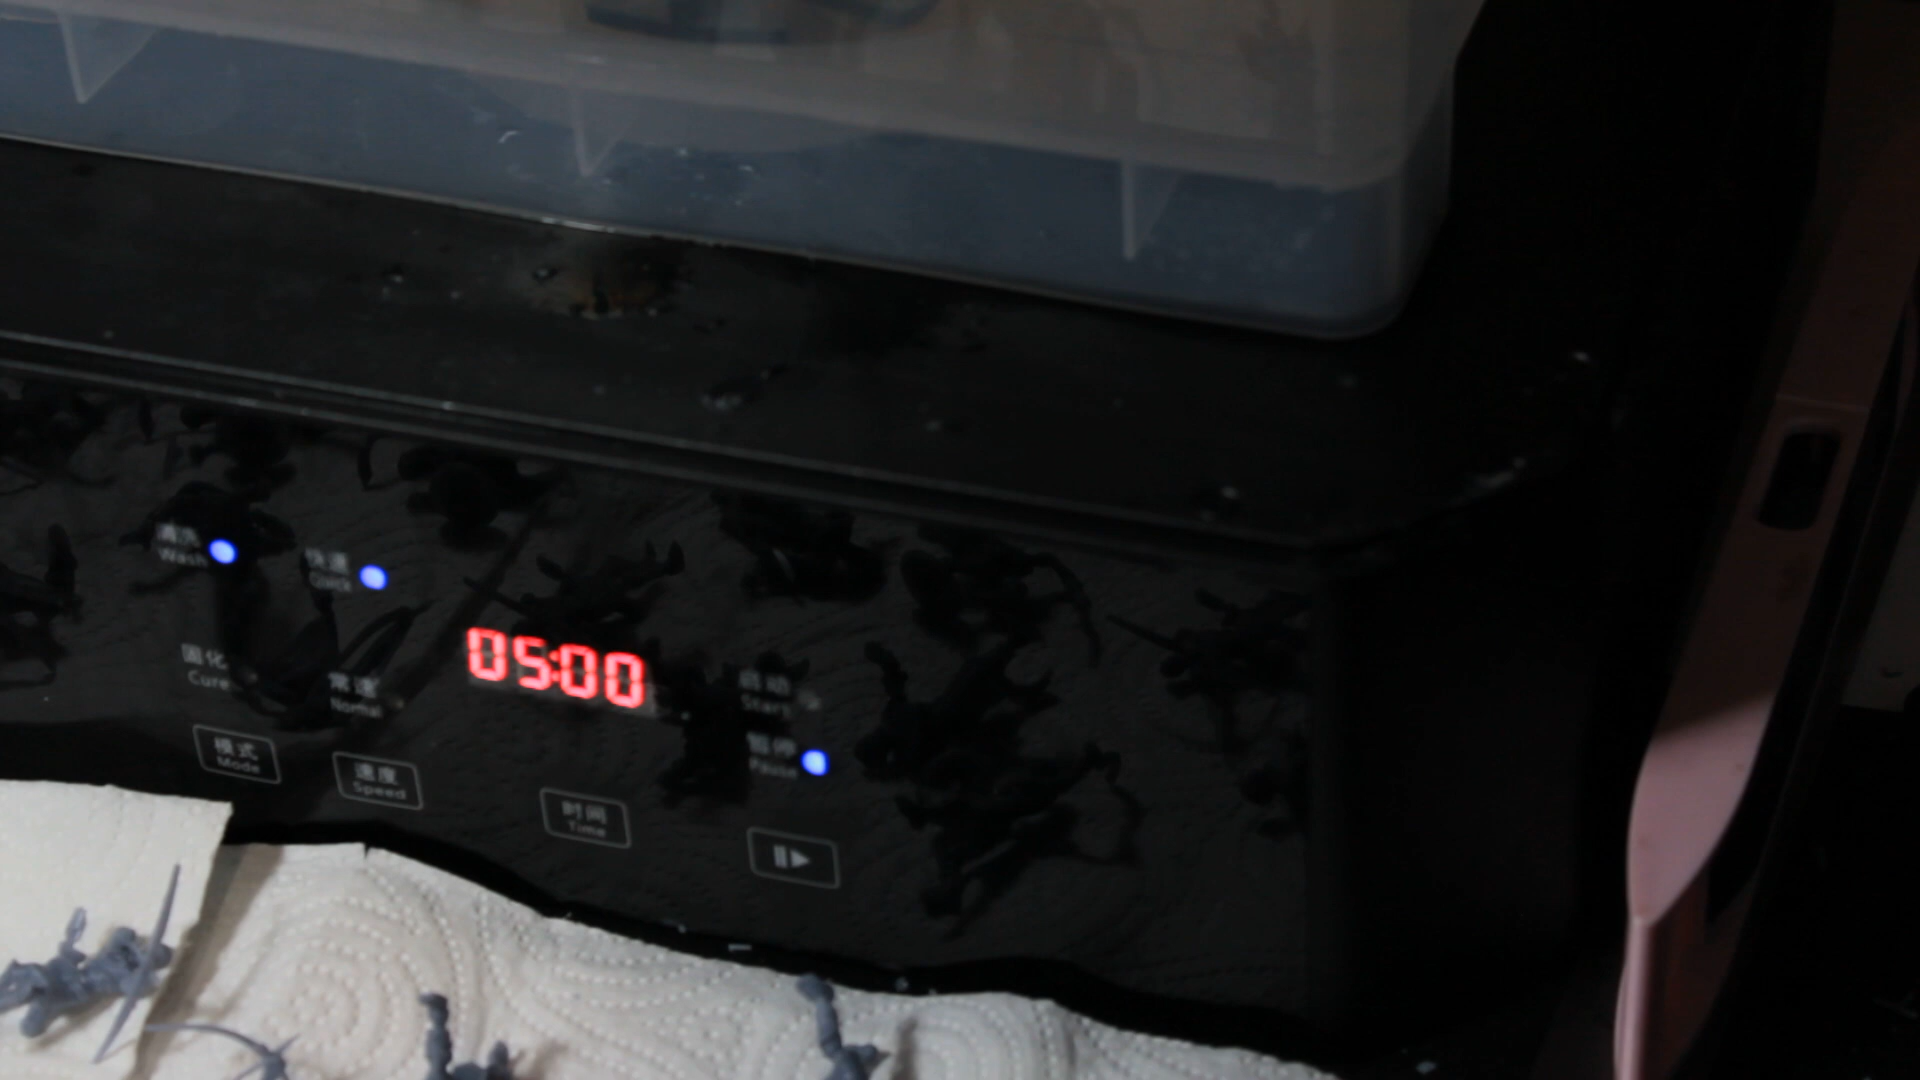 清洗
Wash
快速
Quick
05:00
固化
Cure
常速
Normal
启动
Start
暂停
Pause
模式
Mode
速度
Speed
时间
Time